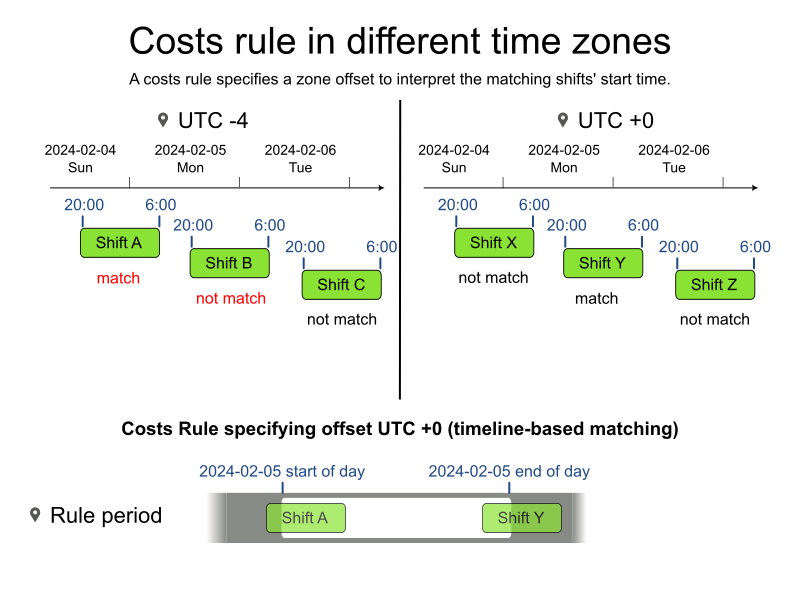 Costs rule in different time zones
A costs rule specifies a zone offset to interpret the matching shifts' start time.
UTC -4
2024-02-04 2024-02-05 2024-02-06
Sun Mon Tue
20:00 6:00
Shift A
match
20:00 6:00
Shift B
not match
20:00 6:00
Shift C
not match
UTC +0
2024-02-04 2024-02-05 2024-02-06
Sun Mon Tue
20:00 6:00
Shift X
not match
20:00 6:00
Shift Y
match
20:00 6:00
Shift Z
not match
Costs Rule specifying offset UTC +0 (timeline-based matching)
2024-02-05 start of day 2024-02-05 end of day
Rule period
Shift A Shift Y